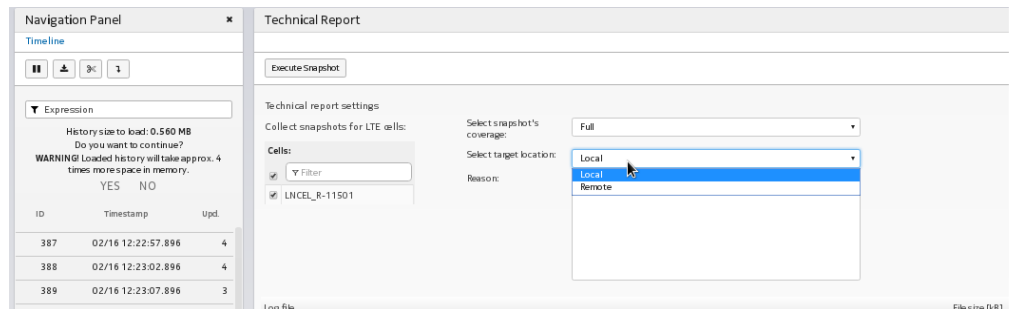 Navigation Panel
×
Timeline
Expression
History size to load: 0.560 MB
Do you want to continue?
WARNING! Loaded history will take approx. 4
times more space in memory.
YES NO
ID Timestamp Upd.
387 02/16 12:22:57.896 4
388 02/16 12:23:02.896 4
389 02/16 12:23:07.896 3
Technical Report
Execute Snapshot
Technical report settings
Collect snapshots for LTE cells:
Cells:
Filter
LNCEL_R-11501
Select snapshot's
coverage:
Full
Select target location:
Local
Local
Remote
Reason:
Log file
File size [kB]